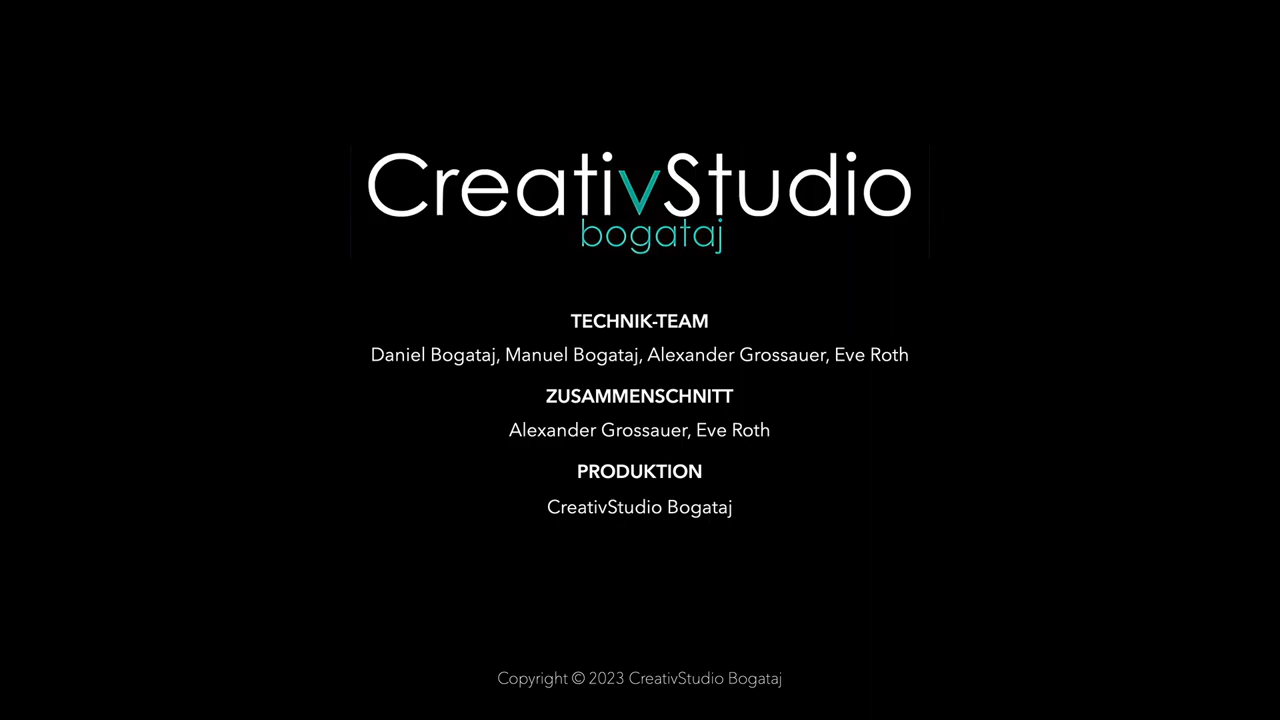 CreativStudio
bogataj
TECHNIK-TEAM
Daniel Bogataj, Manuel Bogataj, Alexander Grossauer, Eve Roth
ZUSAMMENSCHNITT
Alexander Grossauer, Eve Roth
PRODUKTION
CreativStudio Bogataj
Copyright © 2023 CreativStudio Bogataj